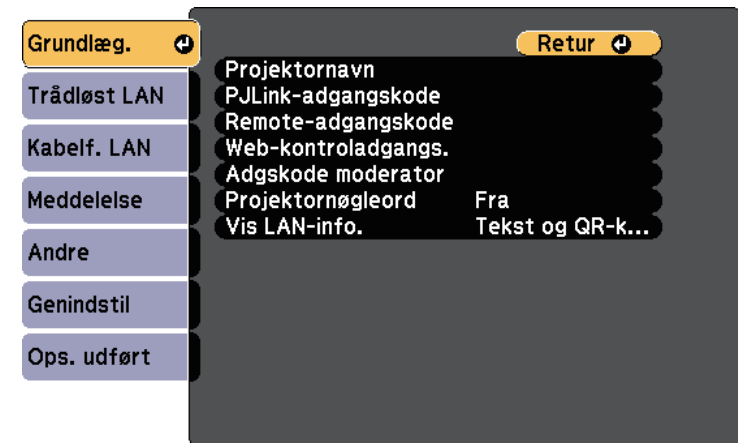 Grundlæg.
Trådløst LAN
Kabelf. LAN
Meddelelse
Andre
Genindstil
Ops. udført
Retur
Projektornavn
PJLink-adgangskode
Remote-adgangskode
Web-kontroladgangs.
Adgskode moderator
Projektornøgleord Fra
Vis LAN-info. Tekst og QR-k...